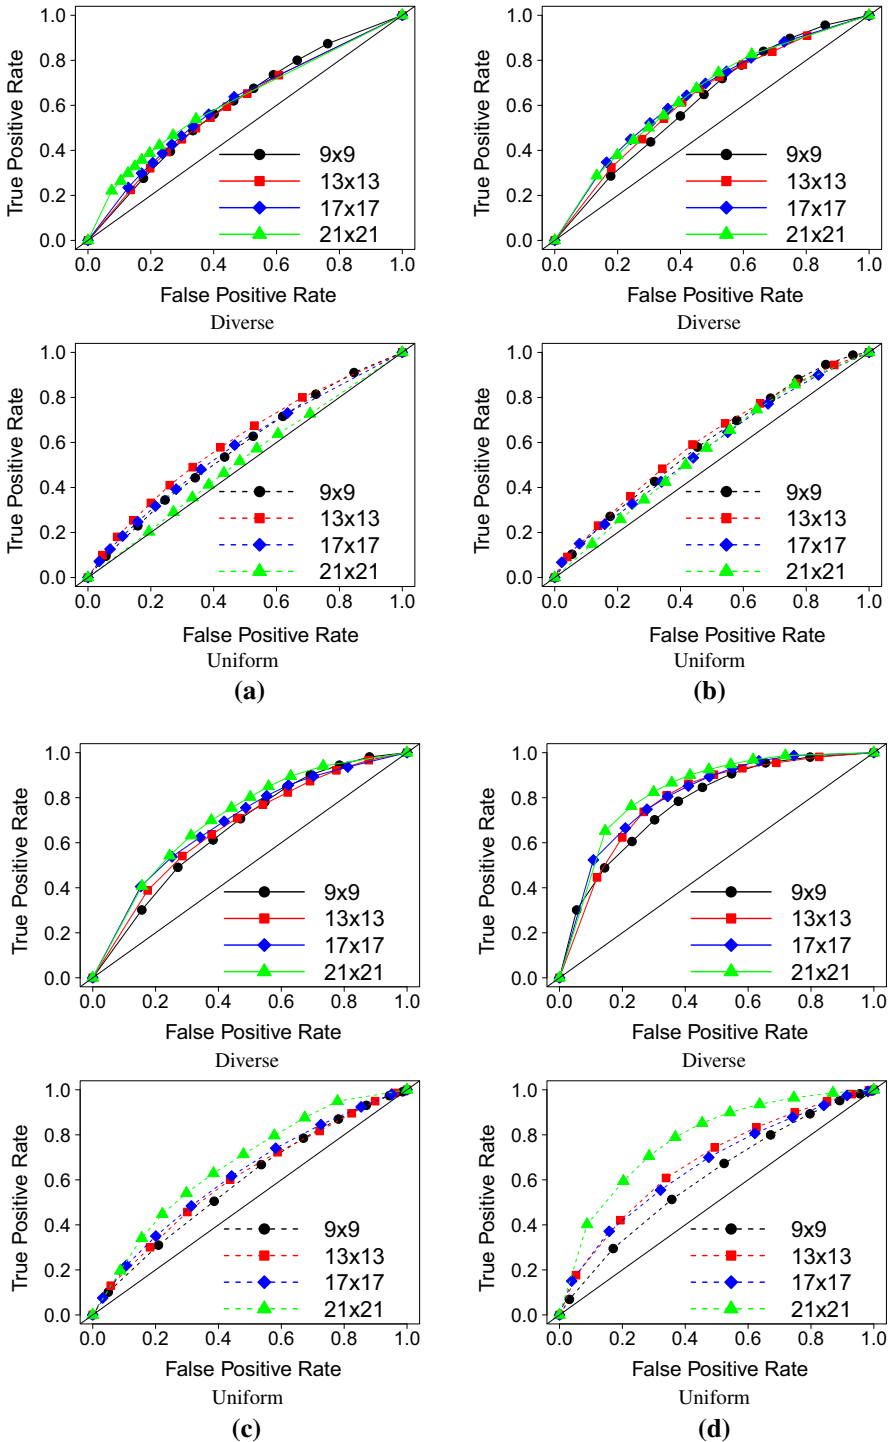 1.0
0.8
0.6
0.4
0.2
0.0
True Positive Rate
9x9
13x13
17x17
21x21
0.0 0.2 0.4 0.6 0.8 1.0
False Positive Rate
Diverse
1.0
0.8
0.6
0.4
0.2
0.0
True Positive Rate
9x9
13x13
17x17
21x21
0.0 0.2 0.4 0.6 0.8 1.0
False Positive Rate
Uniform
(a)
1.0
0.8
0.6
0.4
0.2
0.0
True Positive Rate
9x9
13x13
17x17
21x21
0.0 0.2 0.4 0.6 0.8 1.0
False Positive Rate
Diverse
1.0
0.8
0.6
0.4
0.2
0.0
True Positive Rate
9x9
13x13
17x17
21x21
0.0 0.2 0.4 0.6 0.8 1.0
False Positive Rate
Uniform
(b)
1.0
0.8
0.6
0.4
0.2
0.0
True Positive Rate
9x9
13x13
17x17
21x21
0.0 0.2 0.4 0.6 0.8 1.0
False Positive Rate
Diverse
1.0
0.8
0.6
0.4
0.2
0.0
True Positive Rate
9x9
13x13
17x17
21x21
0.0 0.2 0.4 0.6 0.8 1.0
False Positive Rate
Uniform
(c)
1.0
0.8
0.6
0.4
0.2
0.0
True Positive Rate
9x9
13x13
17x17
21x21
0.0 0.2 0.4 0.6 0.8 1.0
False Positive Rate
Diverse
1.0
0.8
0.6
0.4
0.2
0.0
True Positive Rate
9x9
13x13
17x17
21x21
0.0 0.2 0.4 0.6 0.8 1.0
False Positive Rate
Uniform
(d)